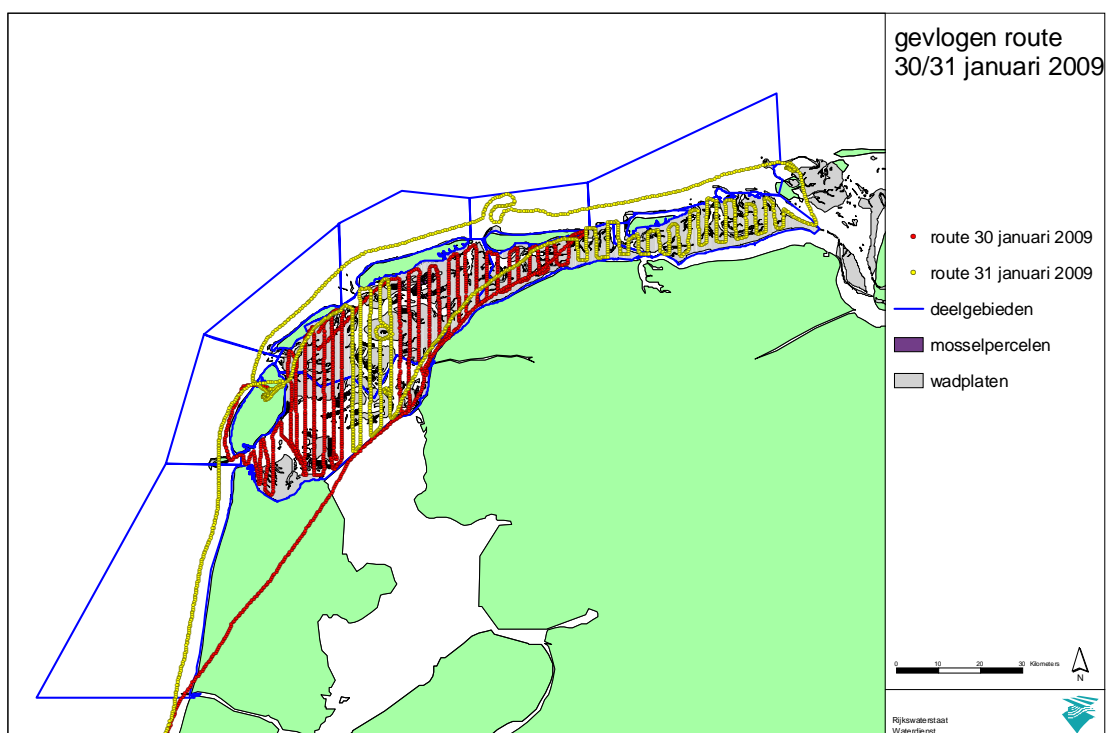 gevlogen route
30/31 januari 2009
route 30 januari 2009
route 31 januari 2009
deelgebieden
mosselpercelen
wadplaten
0 10 20 30 Kilometers
N
Rijkswaterstaat
Waterdienst